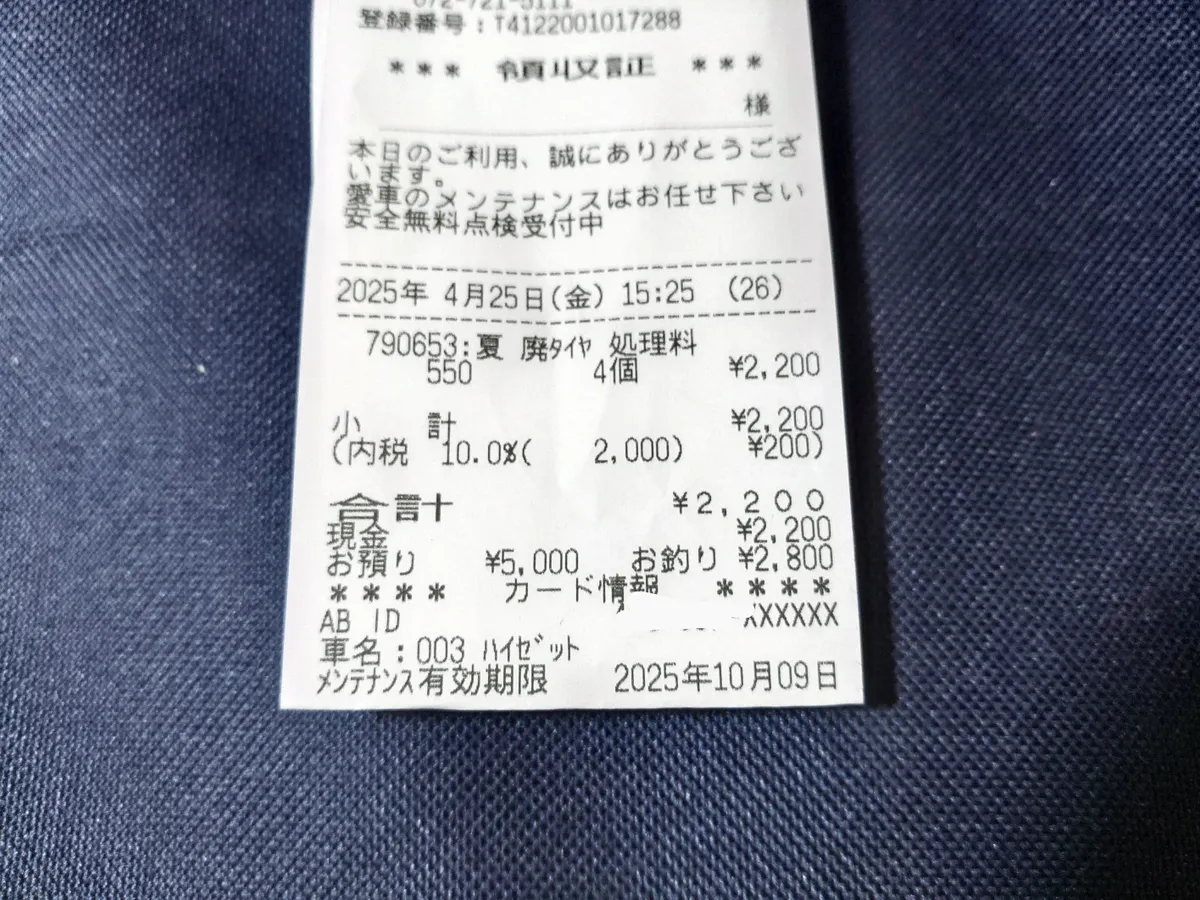 072-721-5111
登録番号:T4122001017288
*** 領収証 ***
様
本日のご利用、誠にありがとうござ
います。
愛車のメンテナンスはお任せ下さい
安全無料点検受付中
2025年 4月25日(金) 15:25 (26)
790653:夏 廃ﾀｲﾔ 処理料
550 4個 ¥2,200
小 計 ¥2,200
(内税 10.0%( 2,000) ¥200)
合計 ¥2,200
現金 ¥2,200
お預り ¥5,000 お釣り ¥2,800
**** カード情報 ****
AB ID XXXXXX
車名:003 ﾊｲｾﾞｯﾄ
ﾒﾝﾃﾅﾝｽ有効期限 2025年10月09日